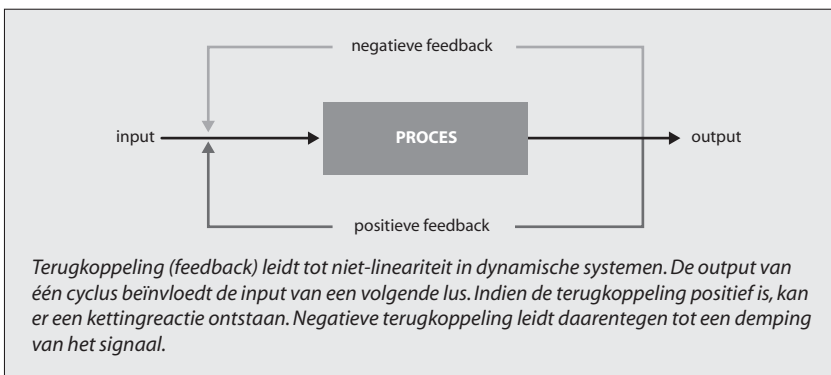 negatieve feedback
input
PROCES
output
positieve feedback
Terugkoppeling (feedback) leidt tot niet-lineariteit in dynamische systemen. De output van
één cyclus beïnvloedt de input van een volgende lus. Indien de terugkoppeling positief is, kan
er een kettingreactie ontstaan. Negatieve terugkoppeling leidt daarentegen tot een demping
van het signaal.